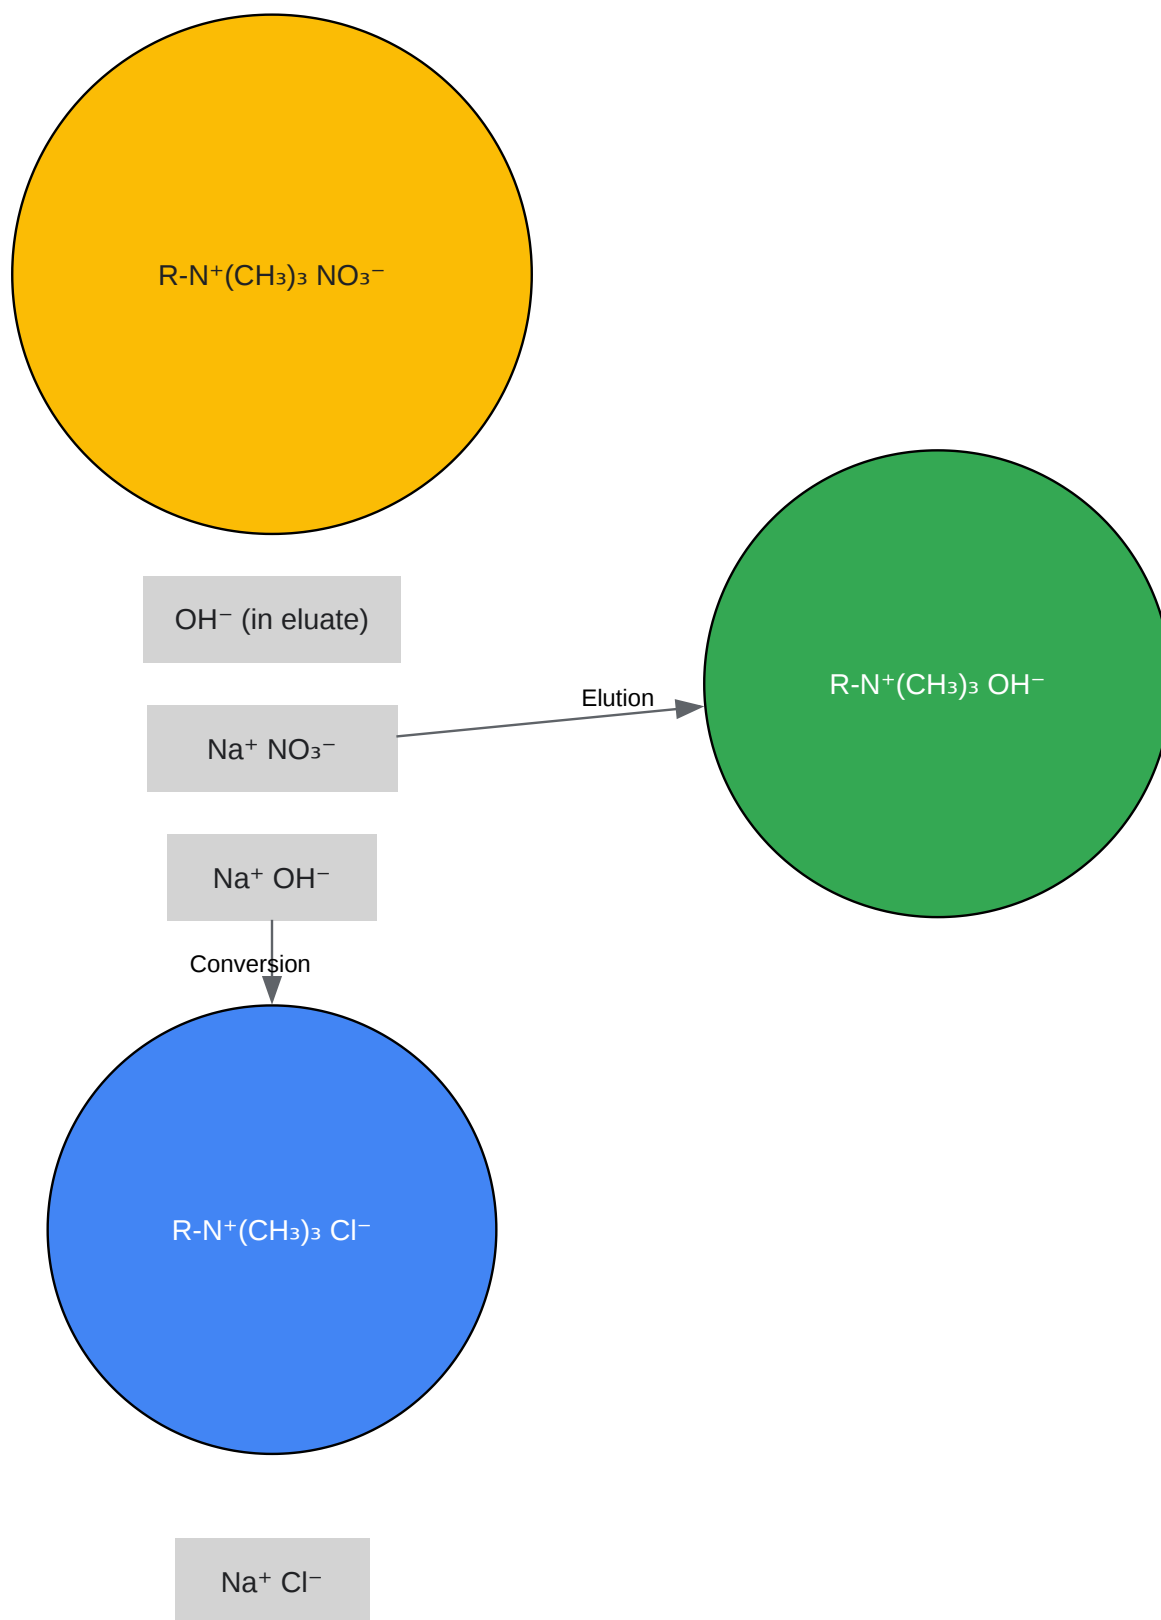 R-N⁺(CH₃)₃ NO₃⁻
OH⁻ (in eluate)
R-N⁺(CH₃)₃ OH⁻
Elution
Na⁺ NO₃⁻
Na⁺ OH⁻
Conversion
R-N⁺(CH₃)₃ Cl⁻
Na⁺ Cl⁻